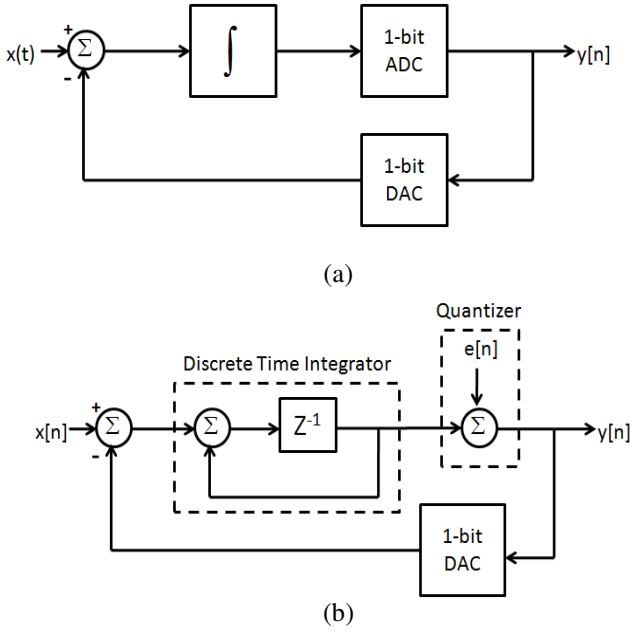 +
x(t)
Σ
-
∫
1-bit
ADC
y[n]
1-bit
DAC
(a)
Quantizer
e[n]
Discrete Time Integrator
+
x[n]
Σ
-
Σ
Z-1
Σ
y[n]
1-bit
DAC
(b)